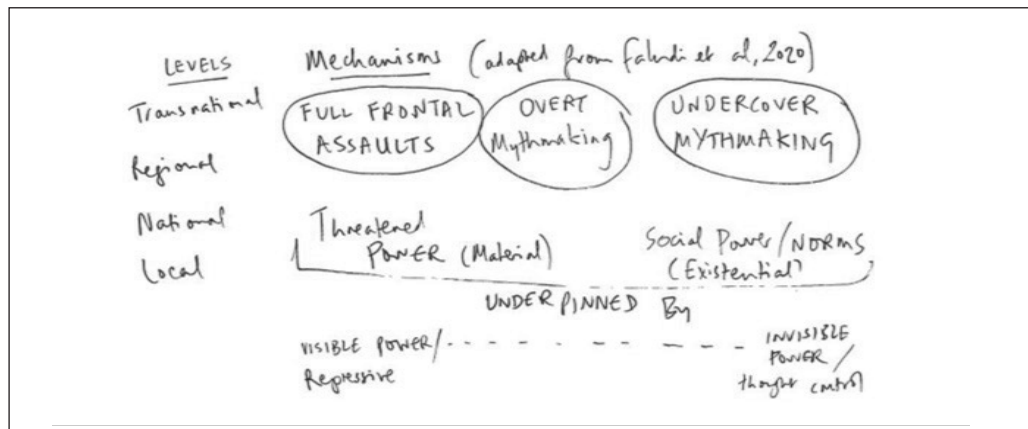 LEVELS
Mechanisms (adapted from Faludi et al, 2020)
Transnational
FULL FRONTAL
ASSAULTS
OVERT
Mythmaking
UNDERCOVER
MYTHMAKING
Regional
National
Local
Threatened
POWER (Material)
Social Power/NORMS
(Existential)
UNDERPINNED By
VISIBLE POWER/
Repressive
INVISIBLE
POWER/
thought control